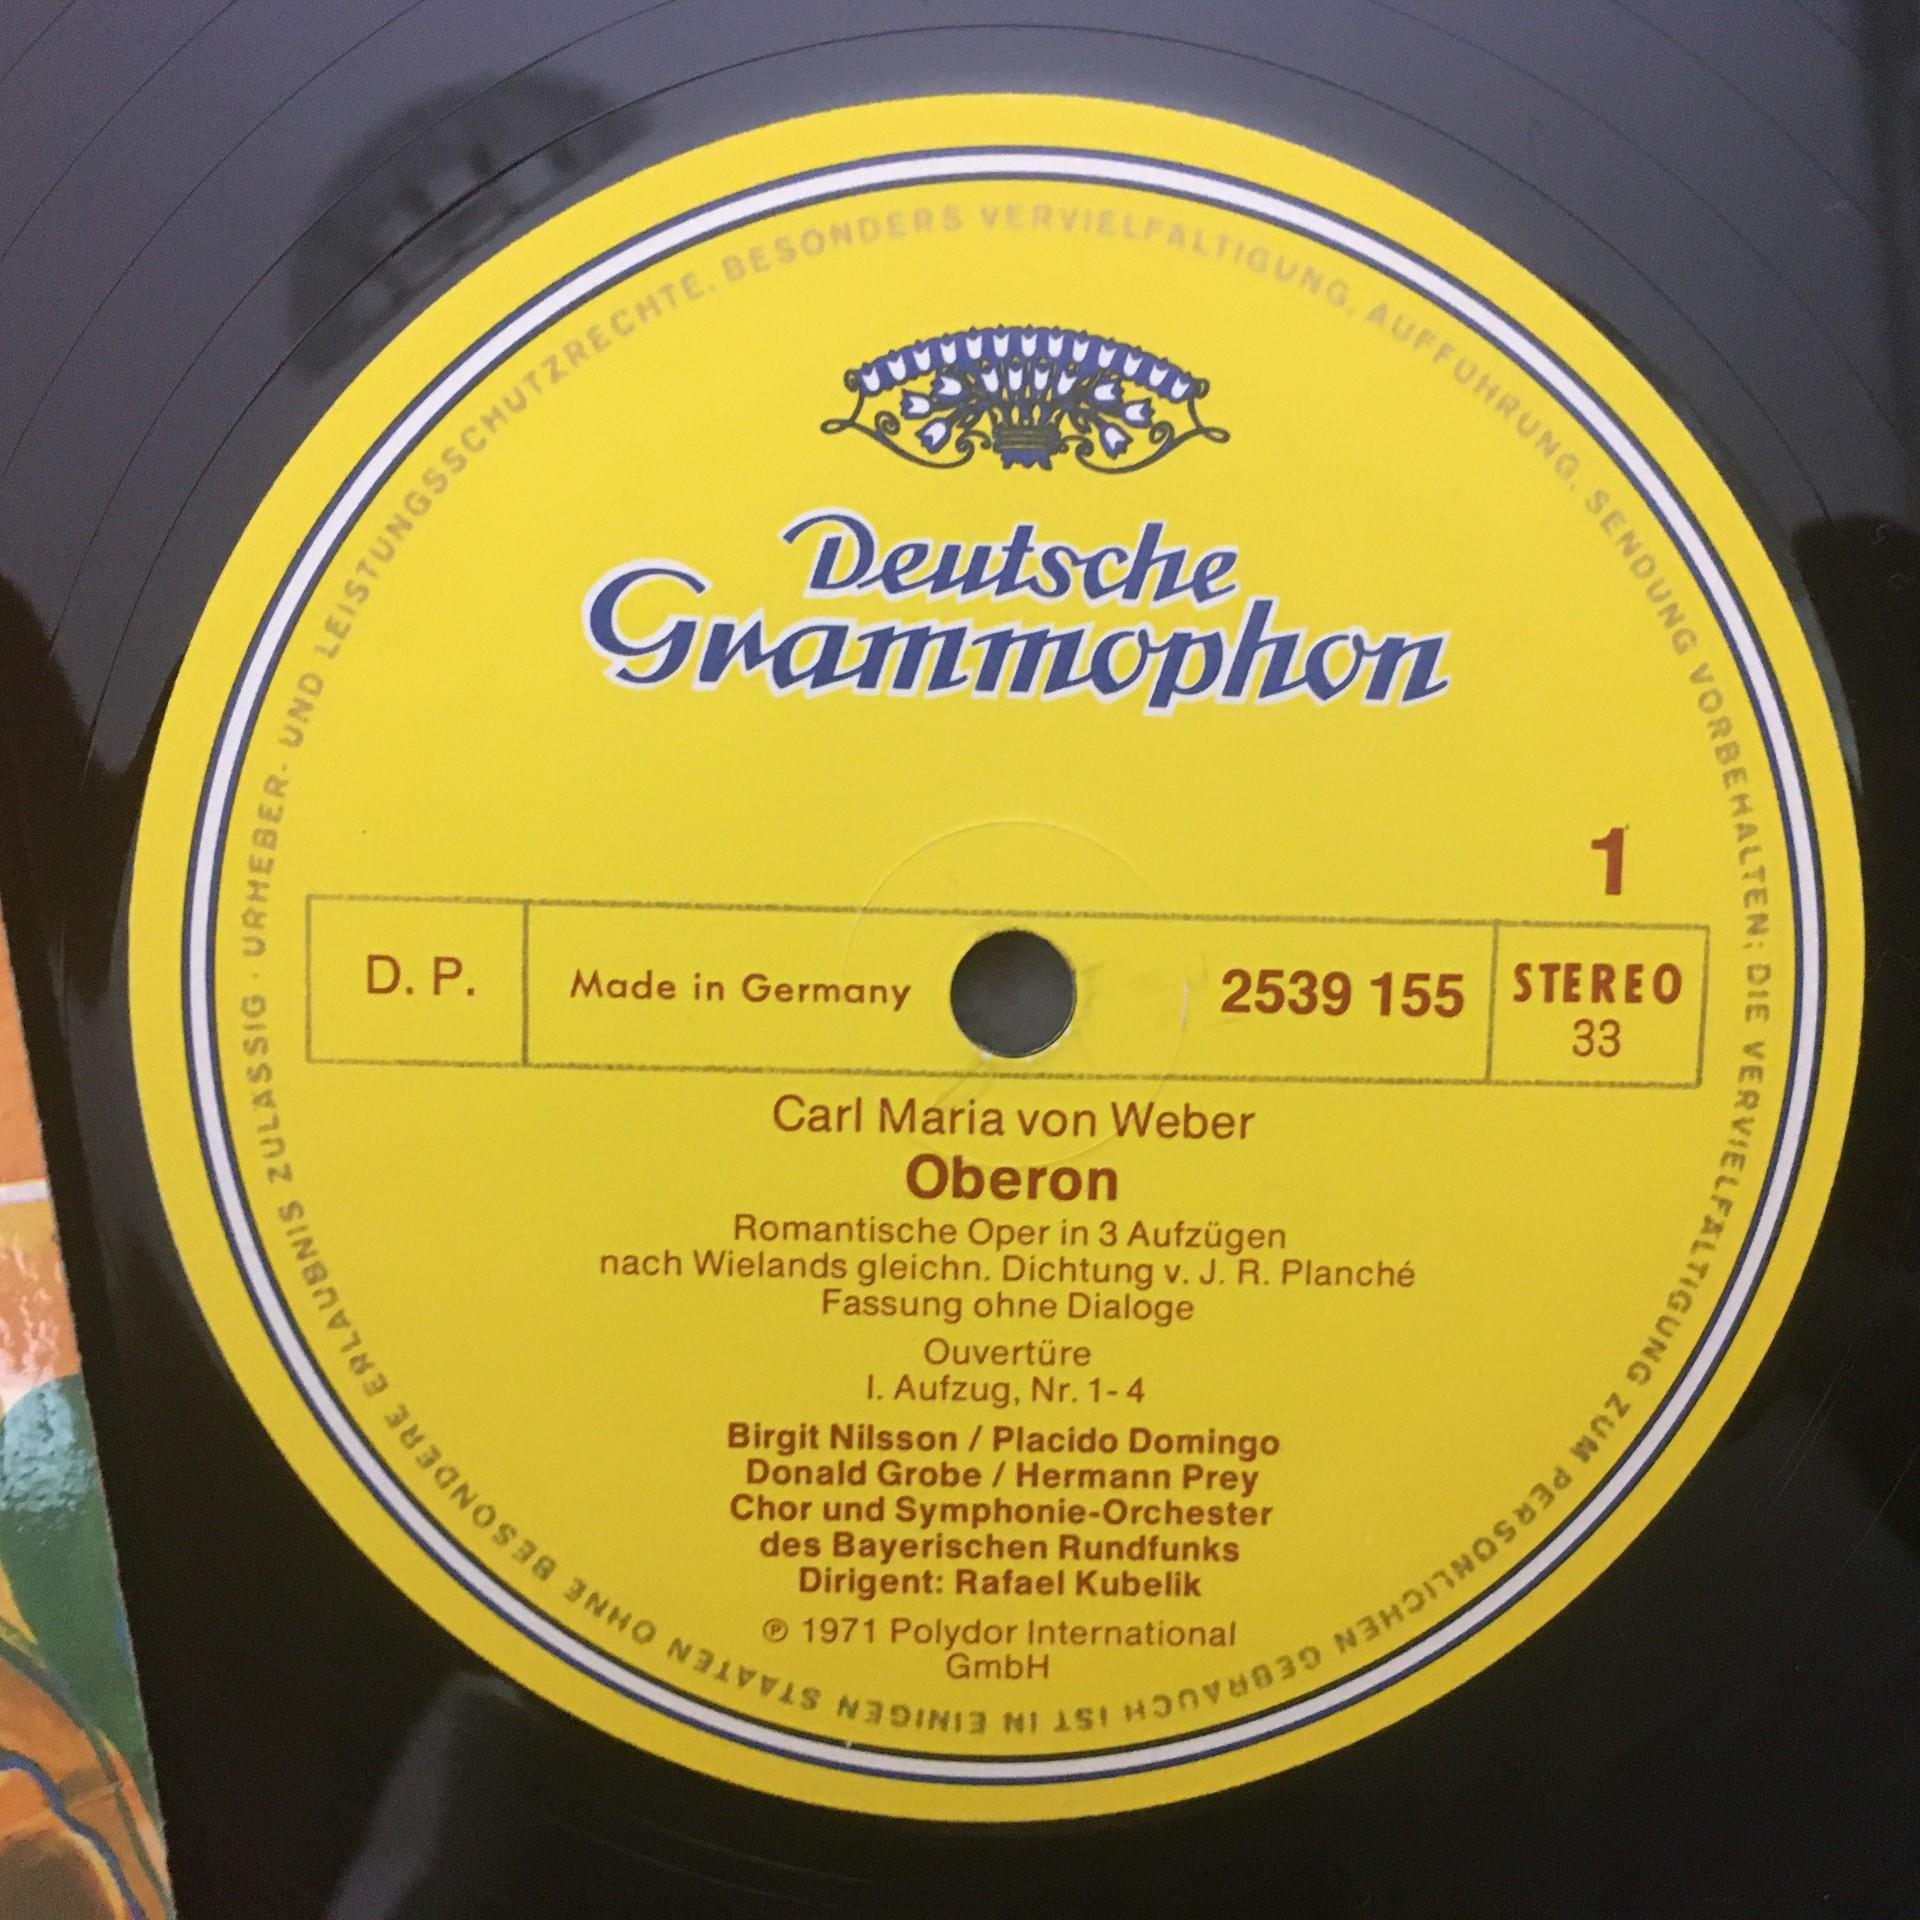 Deutsche
Grammophon
1
D. P.
Made in Germany
2539 155
STEREO
33
Carl Maria von Weber
Oberon
Romantische Oper in 3 Aufzügen
nach Wielands gleichn. Dichtung v. J. R. Planché
Fassung ohne Dialoge
Ouvertüre
I. Aufzug, Nr. 1-4
Birgit Nilsson / Placido Domingo
Donald Grobe / Hermann Prey
Chor und Symphonie-Orchester
des Bayerischen Rundfunks
Dirigent: Rafael Kubelik
℗ 1971 Polydor International
GmbH
URHEBER- UND LEISTUNGSSCHUTZRECHTE, BESONDERS VERVIELFÄLTIGUNG, AUFFÜHRUNG, SENDUNG VORBEHALTEN; DIE VERVIELFÄLTIGUNG ZUM PERSÖNLICHEN GEBRAUCH IST IN EINIGEN STAATEN OHNE BESONDERE ERLAUBNIS ZULÄSSIG ·